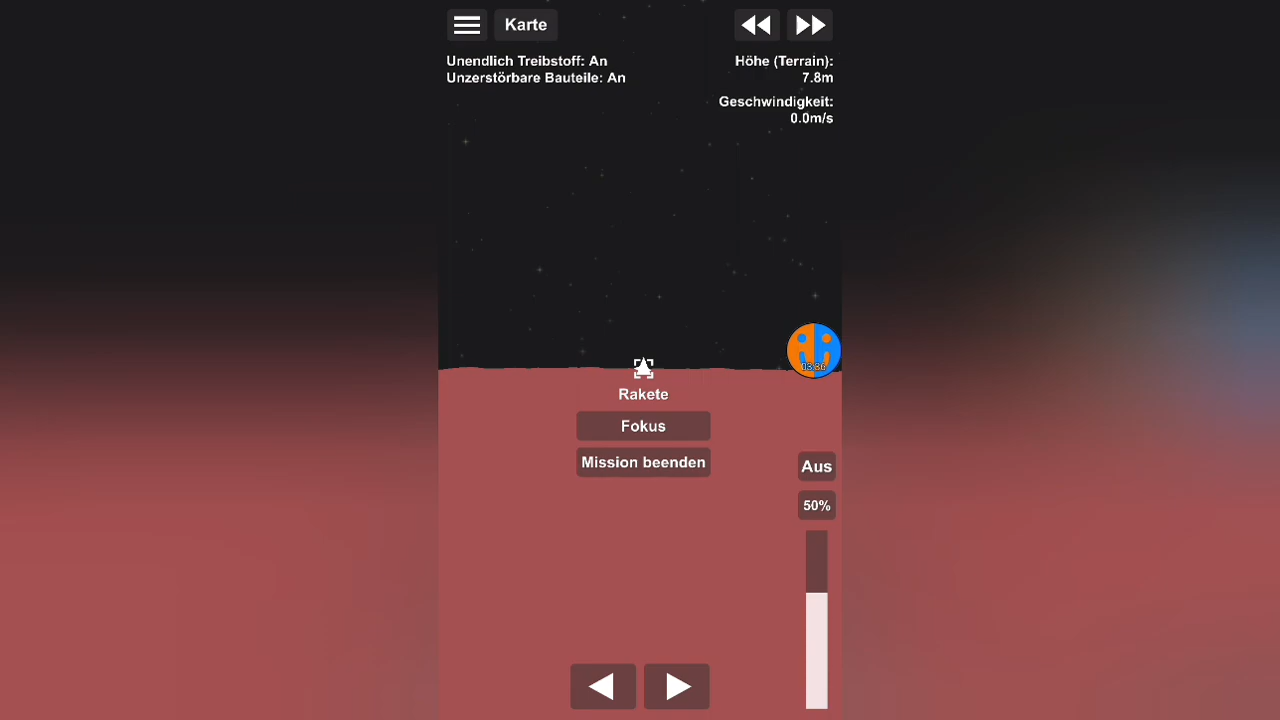 Karte
Unendlich Treibstoff: An
Unzerstörbare Bauteile: An
Höhe (Terrain):
7.8m
Geschwindigkeit:
0.0m/s
Rakete
Fokus
Mission beenden
Aus
50%